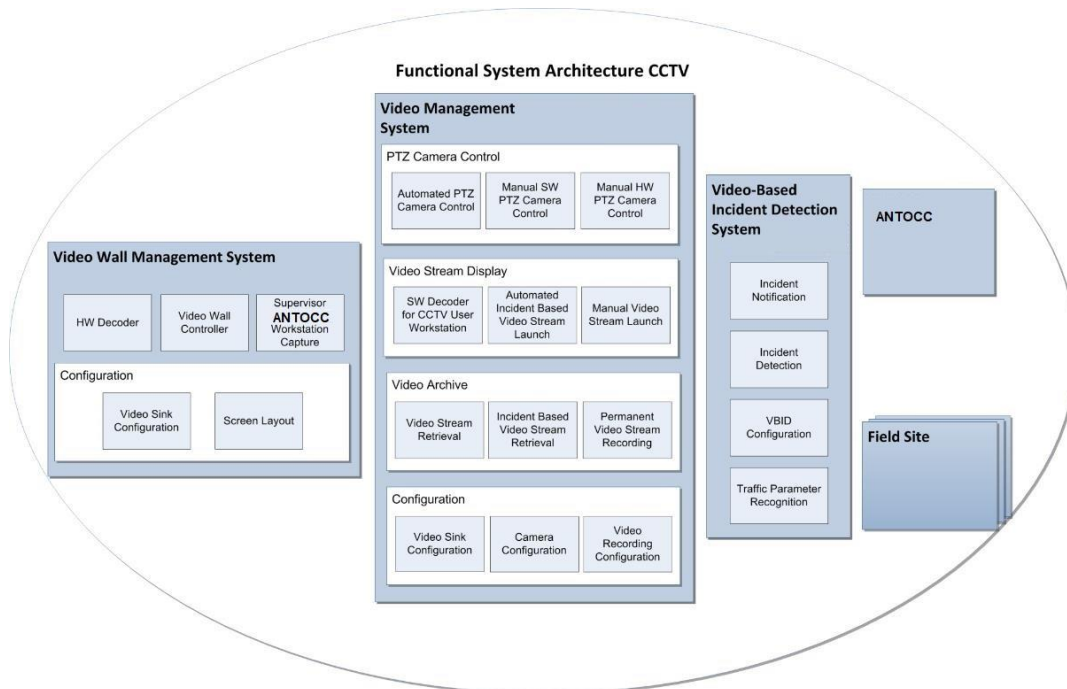 Functional System Architecture CCTV
Video Wall Management System
HW Decoder
Video Wall
Controller
Supervisor
ANTOCC
Workstation
Capture
Configuration
Video Sink
Configuration
Screen Layout
Video Management
System
PTZ Camera Control
Automated PTZ
Camera Control
Manual SW
PTZ Camera
Control
Manual HW
PTZ Camera
Control
Video Stream Display
SW Decoder
for CCTV User
Workstation
Automated
Incident Based
Video Stream
Launch
Manual Video
Stream Launch
Video Archive
Video Stream
Retrieval
Incident Based
Video Stream
Retrieval
Permanent
Video Stream
Recording
Configuration
Video Sink
Configuration
Camera
Configuration
Video
Recording
Configuration
Video-Based
Incident Detection
System
Incident
Notification
Incident
Detection
VBID
Configuration
Traffic Parameter
Recognition
ANTOCC
Field Site